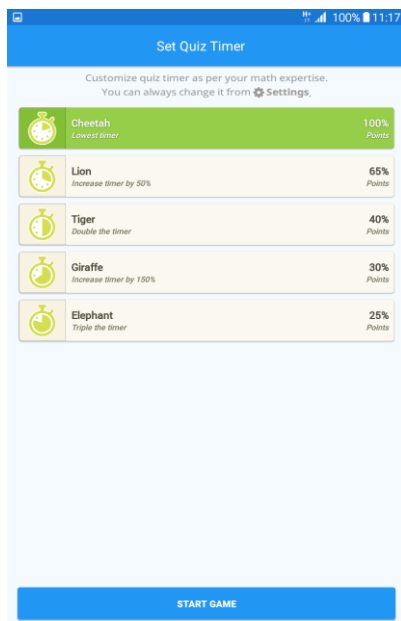 100% 11:17
Set Quiz Timer
Customize quiz timer as per your math expertise.
You can always change it from Settings.
Cheetah 100%
Lowest timer Points
Lion 65%
Increase timer by 50% Points
Tiger 40%
Double the timer Points
Giraffe 30%
Increase timer by 150% Points
Elephant 25%
Triple the timer Points
START GAME